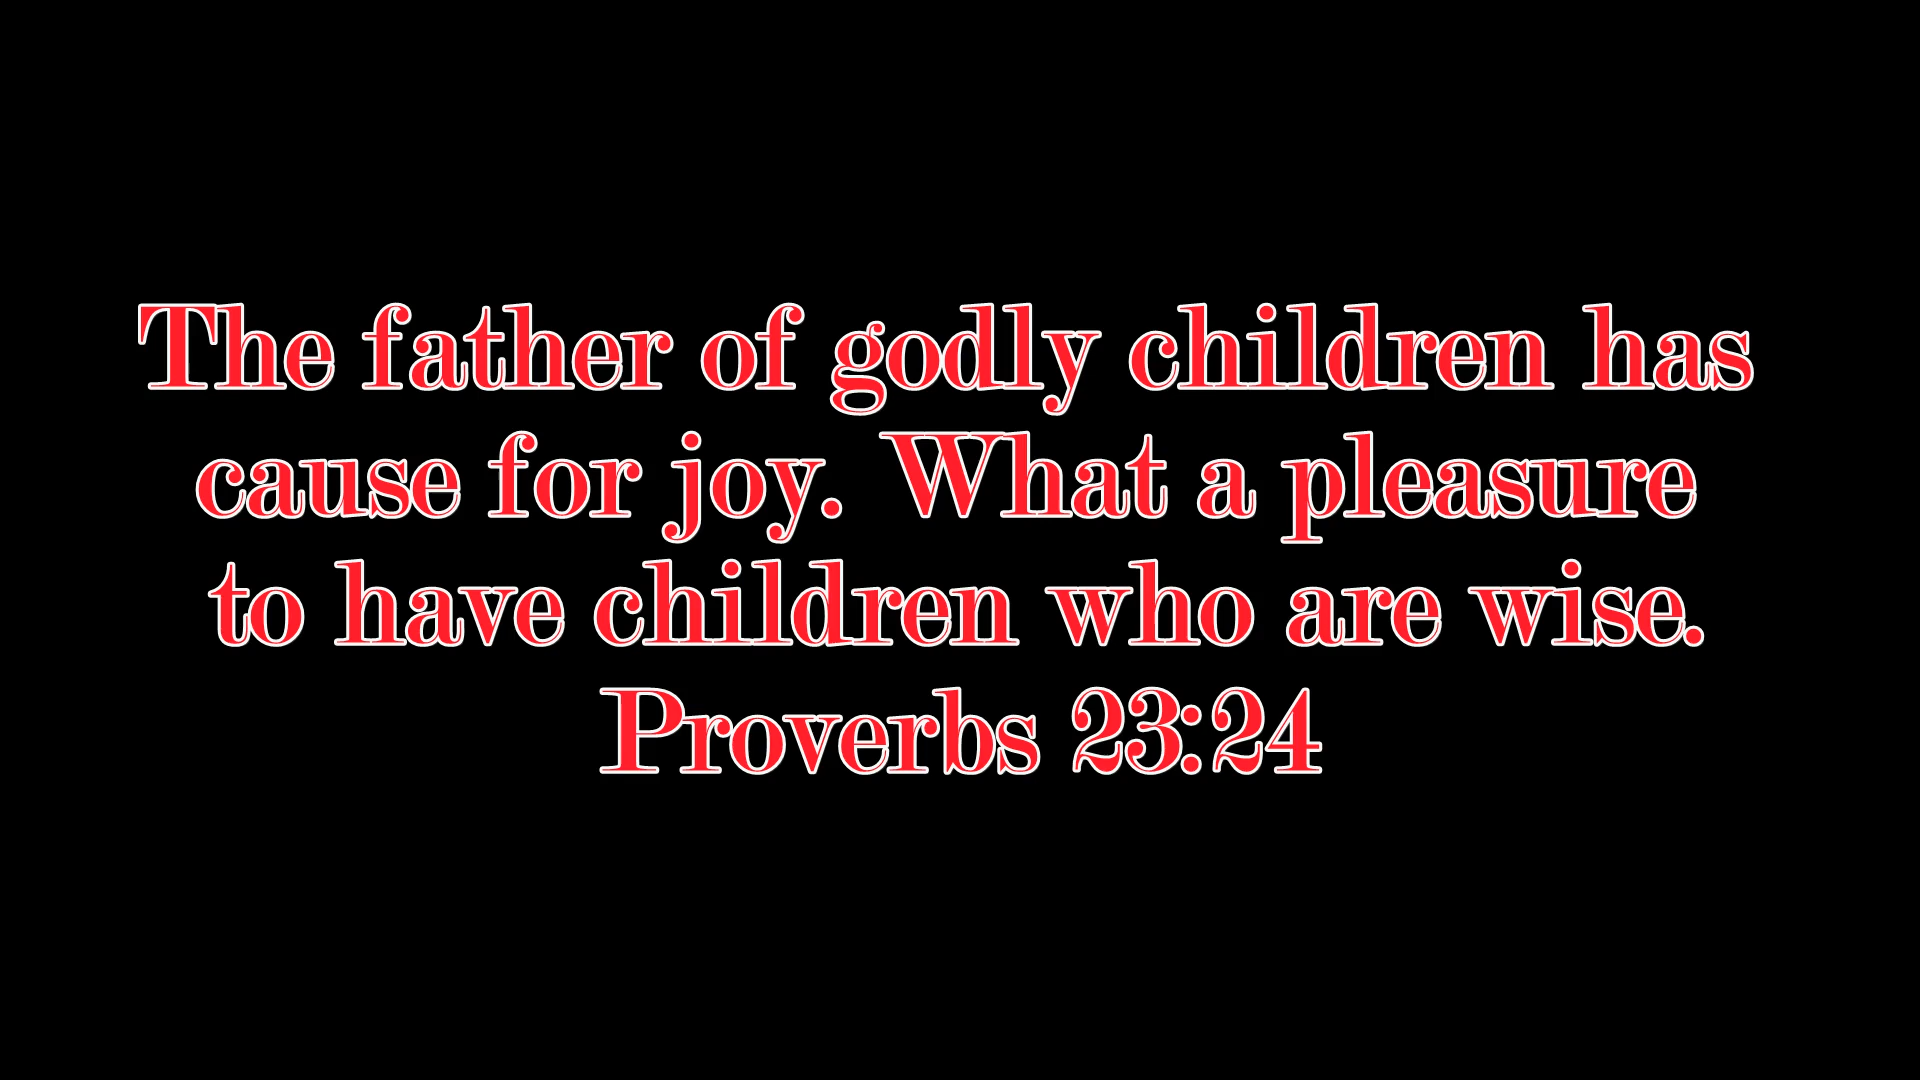 The father of godly children has
cause for joy. What a pleasure
to have children who are wise.
Proverbs 23:24